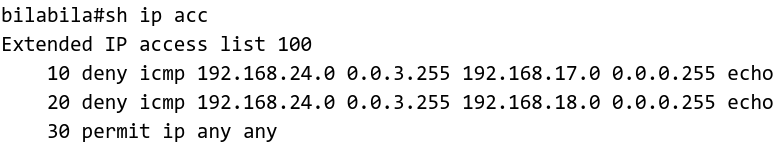 bilabila#sh ip acc
Extended IP access list 100
    10 deny icmp 192.168.24.0 0.0.3.255 192.168.17.0 0.0.0.255 echo
    20 deny icmp 192.168.24.0 0.0.3.255 192.168.18.0 0.0.0.255 echo
    30 permit ip any any